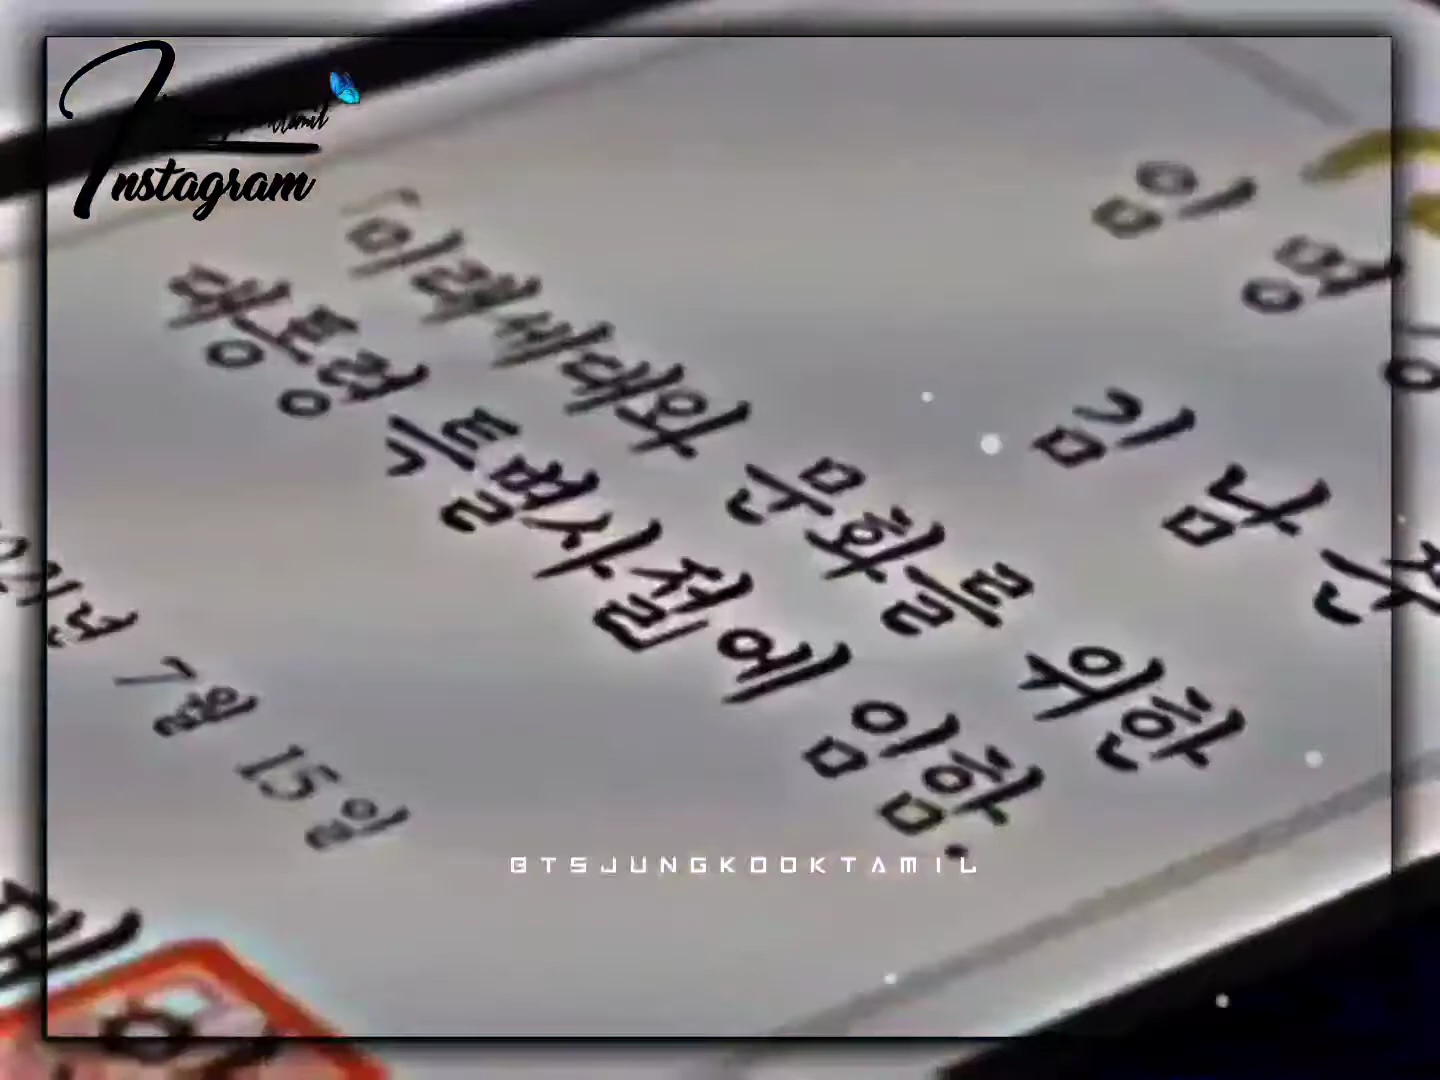 Instagram
임 명
김 남 준
「미래세대와 문화를 위한
대통령 특별사절에 임함.
년 7월 15일
BTSJUNGKOOKTAMIL